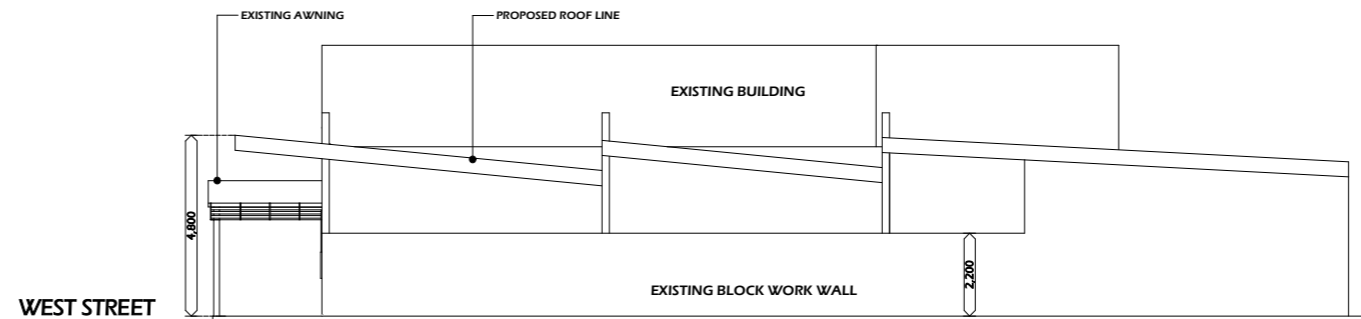 EXISTING AWNING
PROPOSED ROOF LINE
EXISTING BUILDING
4,800
2,200
EXISTING BLOCK WORK WALL
WEST STREET